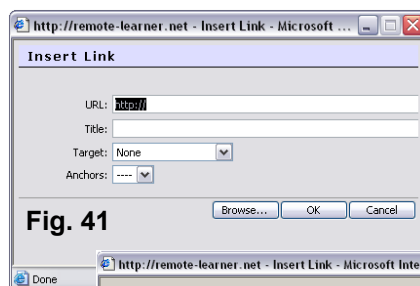 http://remote-learner.net - Insert Link - Microsoft ...
Insert Link
URL: http://
Title:
Target: None
Anchors: ----
Fig. 41
Browse... OK Cancel
Done
http://remote-learner.net - Insert Link - Microsoft Inte